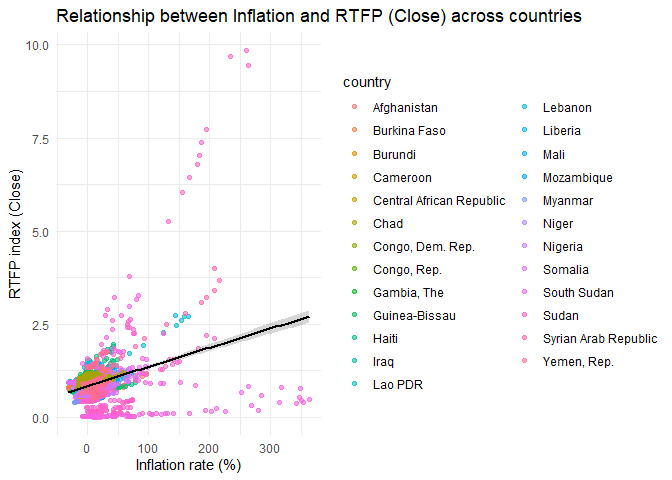 Relationship between Inflation and RTFP (Close) across countries
10.0
7.5
5.0
2.5
0.0
RTFP index (Close)
0 100 200 300
Inflation rate (%)
country
Afghanistan
Burkina Faso
Burundi
Cameroon
Central African Republic
Chad
Congo, Dem. Rep.
Congo, Rep.
Gambia, The
Guinea-Bissau
Haiti
Iraq
Lao PDR
Lebanon
Liberia
Mali
Mozambique
Myanmar
Niger
Nigeria
Somalia
South Sudan
Sudan
Syrian Arab Republic
Yemen, Rep.